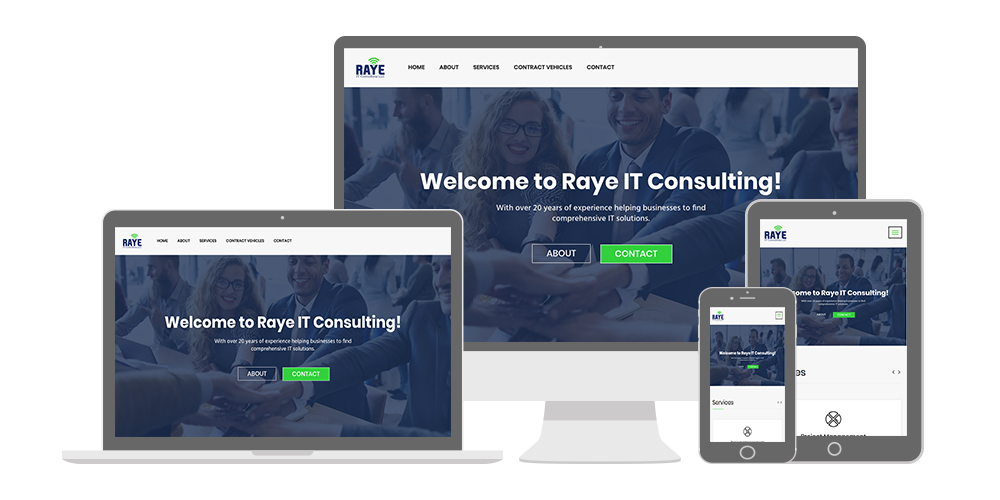 RAYE
HOME ABOUT SERVICES CONTRACT VEHICLES CONTACT
Welcome to Raye IT Consulting!
With over 20 years of experience helping businesses to find
comprehensive IT solutions.
ABOUT CONTACT
RAYE
HOME ABOUT SERVICES CONTRACT VEHICLES CONTACT
Welcome to Raye IT Consulting!
With over 20 years of experience helping businesses to find
comprehensive IT solutions.
ABOUT CONTACT
RAYE
Welcome to Raye IT Consulting!
Services
RAYE
to Raye IT Consulting!
ABOUT CONTACT
Project Management